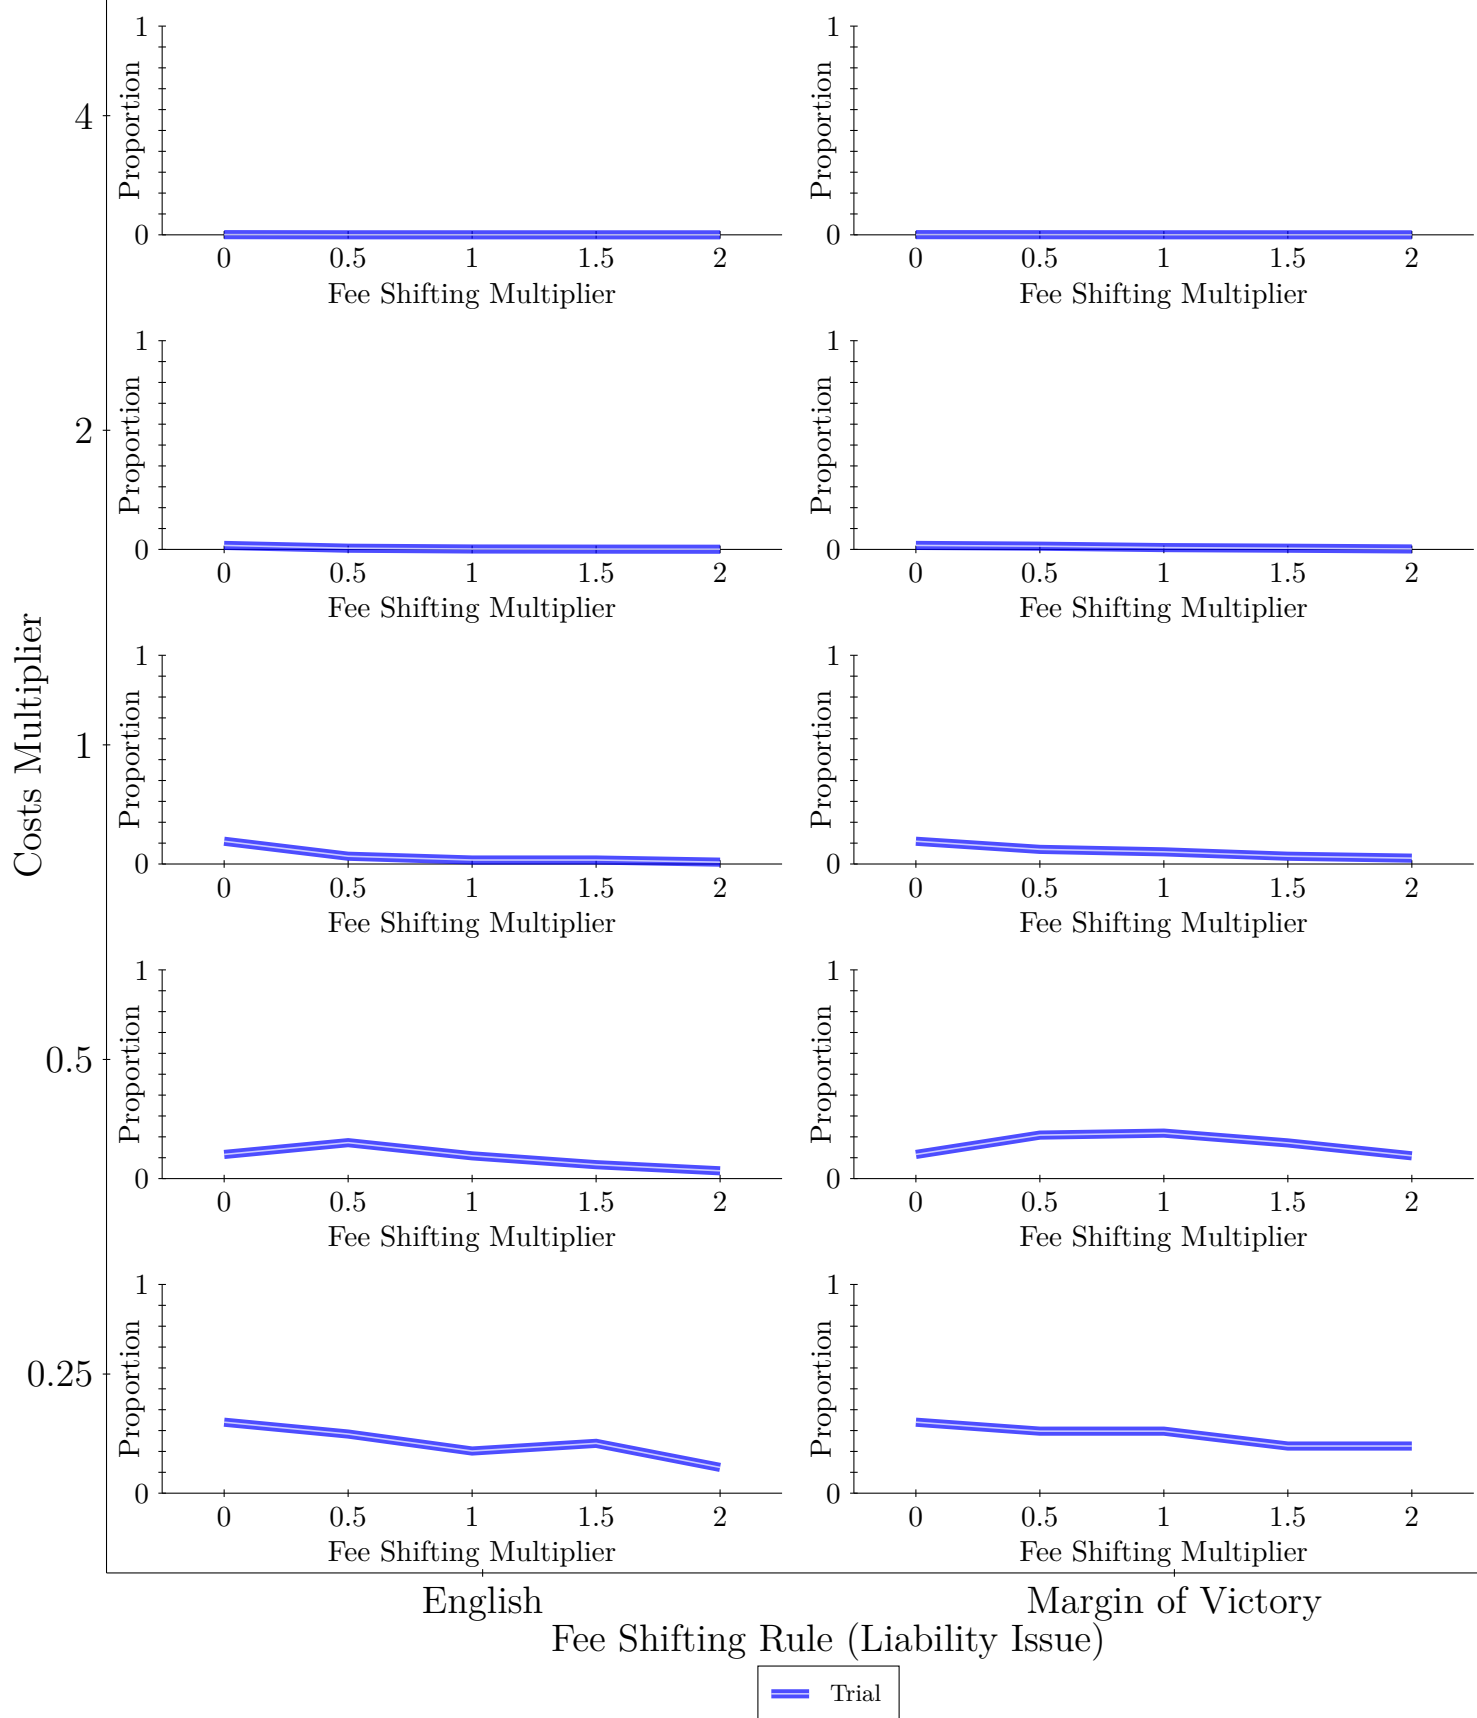 Costs Multiplier
4
1
Proportion
0
0 0.5 1 1.5 2
Fee Shifting Multiplier
1
Proportion
0
0 0.5 1 1.5 2
Fee Shifting Multiplier
2
1
Proportion
0
0 0.5 1 1.5 2
Fee Shifting Multiplier
1
Proportion
0
0 0.5 1 1.5 2
Fee Shifting Multiplier
1
1
Proportion
0
0 0.5 1 1.5 2
Fee Shifting Multiplier
1
Proportion
0
0 0.5 1 1.5 2
Fee Shifting Multiplier
0.5
1
Proportion
0
0 0.5 1 1.5 2
Fee Shifting Multiplier
1
Proportion
0
0 0.5 1 1.5 2
Fee Shifting Multiplier
0.25
1
Proportion
0
0 0.5 1 1.5 2
Fee Shifting Multiplier
1
Proportion
0
0 0.5 1 1.5 2
Fee Shifting Multiplier
English
Margin of Victory
Fee Shifting Rule (Liability Issue)
Trial